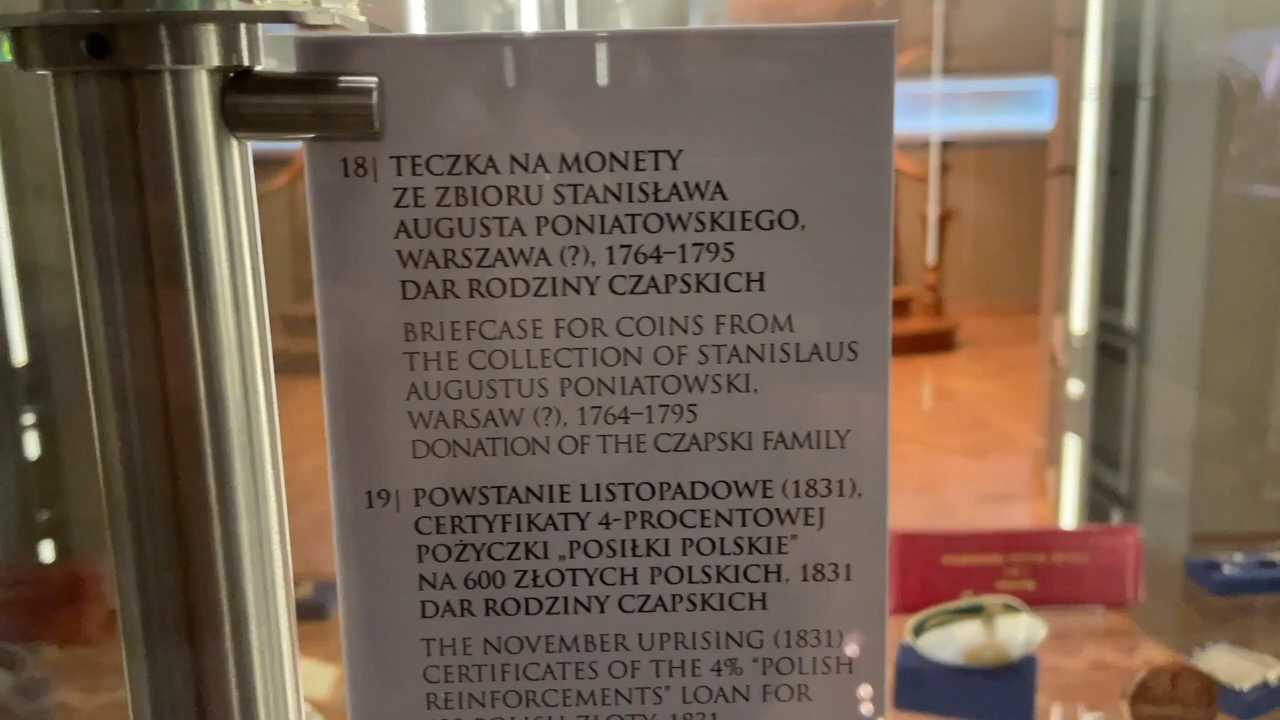 18| TECZKA NA MONETY
ZE ZBIORU STANISŁAWA
AUGUSTA PONIATOWSKIEGO,
WARSZAWA (?), 1764–1795
DAR RODZINY CZAPSKICH
BRIEFCASE FOR COINS FROM
THE COLLECTION OF STANISLAUS
AUGUSTUS PONIATOWSKI,
WARSAW (?), 1764–1795
DONATION OF THE CZAPSKI FAMILY
19| POWSTANIE LISTOPADOWE (1831),
CERTYFIKATY 4-PROCENTOWEJ
POŻYCZKI „POSIŁKI POLSKIE"
NA 600 ZŁOTYCH POLSKICH, 1831
DAR RODZINY CZAPSKICH
THE NOVEMBER UPRISING (1831)
CERTIFICATES OF THE 4% "POLISH
REINFORCEMENTS" LOAN FOR
POLISH ZŁOTY, 1831